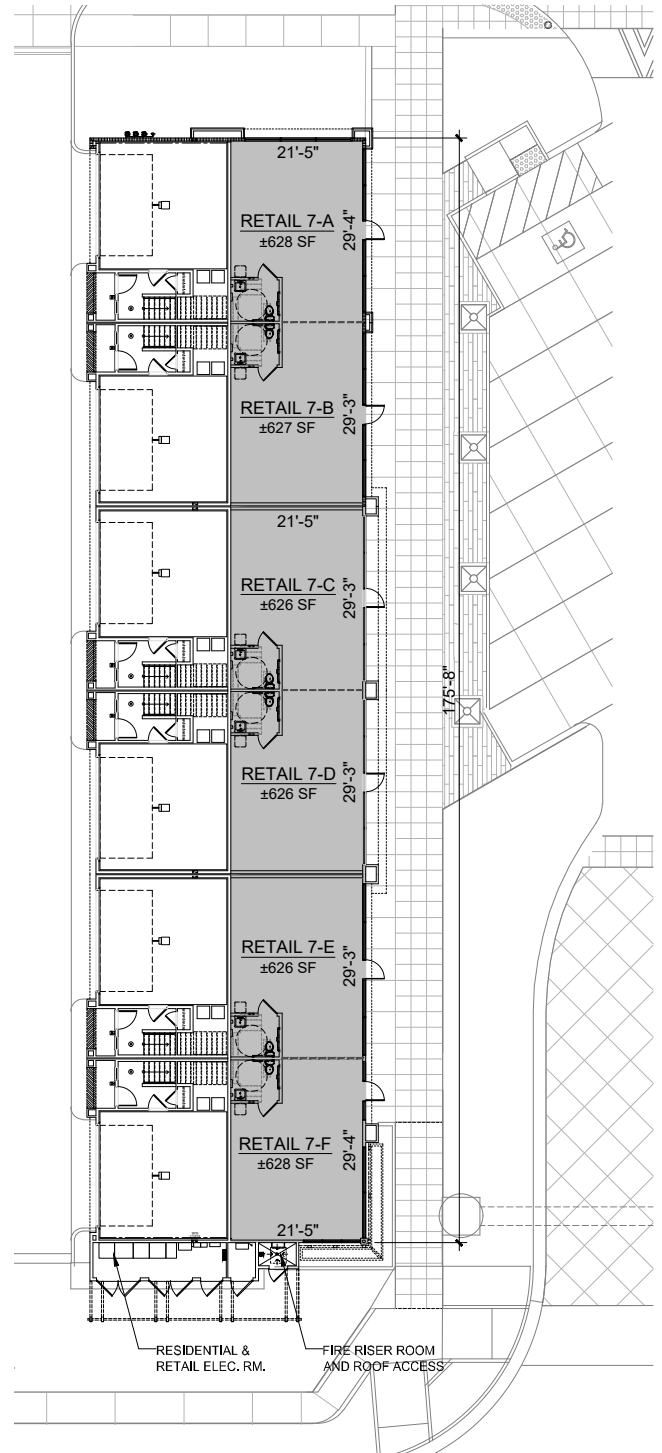 21'-5"
RETAIL 7-A
±628 SF
29'-4"
RETAIL 7-B
±627 SF
29'-3"
21'-5"
RETAIL 7-C
±626 SF
29'-3"
175'-8"
RETAIL 7-D
±626 SF
29'-3"
RETAIL 7-E
±626 SF
29'-3"
RETAIL 7-F
±628 SF
29'-4"
21'-5"
RESIDENTIAL &
RETAIL ELEC. RM.
FIRE RISER ROOM
AND ROOF ACCESS